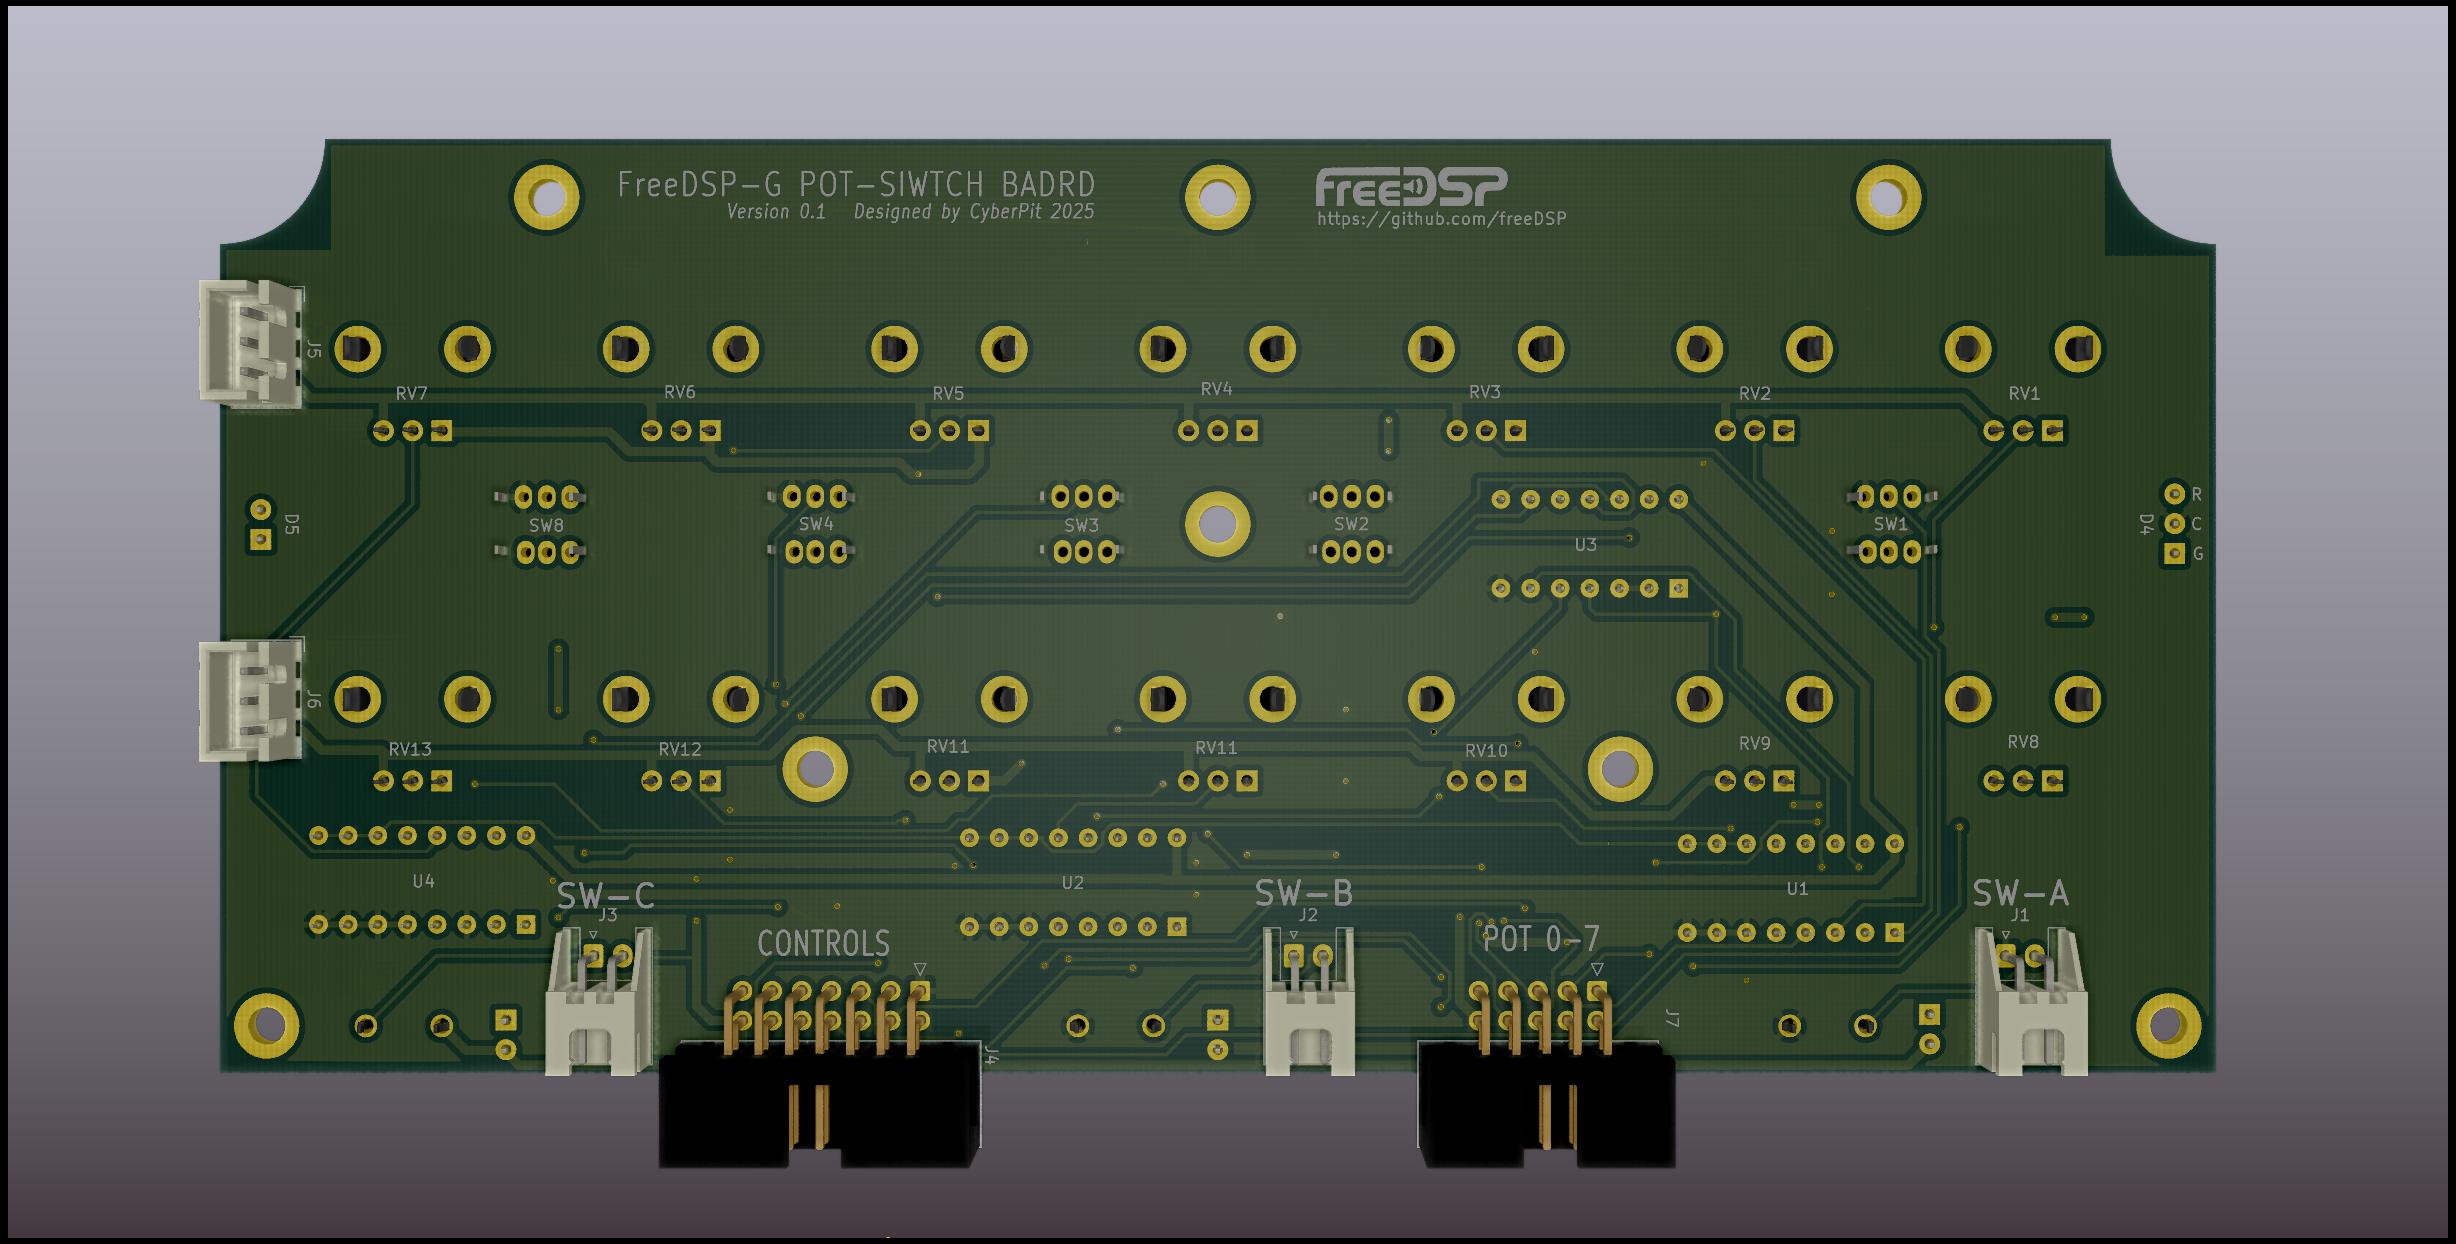 FreeDSP-G POT-SIWTCH BADRD
Version 0.1 Designed by CyberPit 2025
freeDSP
https://github.com/freeDSP
J5
RV7
RV6
RV5
RV4
RV3
RV2
RV1
D5
SW8
SW4
SW3
SW2
U3
SW1
D4
R
C
G
J6
RV13
RV12
RV11
RV11
RV10
RV9
RV8
U4
U2
U1
SW-C
J3
SW-B
J2
SW-A
J1
CONTROLS
POT 0-7
J4
J7